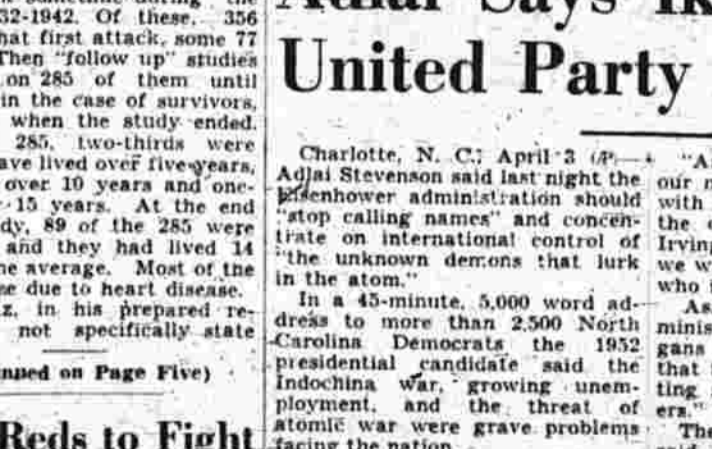 32-1942. Of these, 356
that first attack, some 77
Then "follow up" studies
on 285 of them until
in the case of survivors,
when the study ended.
285, two-thirds were
ave lived over five years,
over 10 years and one-
15 years. At the end
dy, 89 of the 285 were
and they had lived 14
he average. Most of the
e due to heart disease.
z, in his prepared re-
not specifically state
nued on Page Five)
Reds to Fight
Says Ik
United Party
Charlotte, N. C., April 3 (AP)—
Adlai Stevenson said last night the
Eisenhower administration should
"stop calling names" and concen-
trate on international control of
"the unknown demons that lurk
in the atom."
In a 45-minute, 5,000 word ad-
dress to more than 2,500 North
Carolina Democrats the 1952
presidential candidate said the
Indochina war, growing unem-
ployment, and the threat of
atomic war were grave problems
facing the nation.
"A
our
with
the
Irving
we w
who
As
minis
gans
that
ting
ers."
The